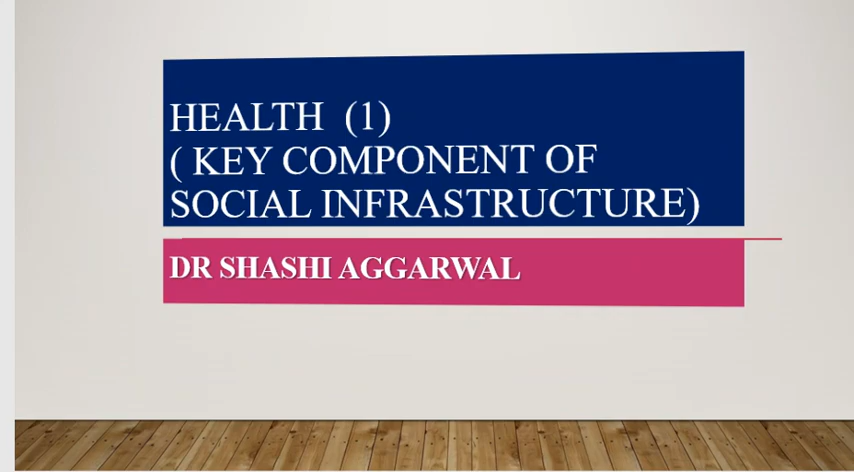 HEALTH (1)
( KEY COMPONENT OF
SOCIAL INFRASTRUCTURE)
DR SHASHI AGGARWAL